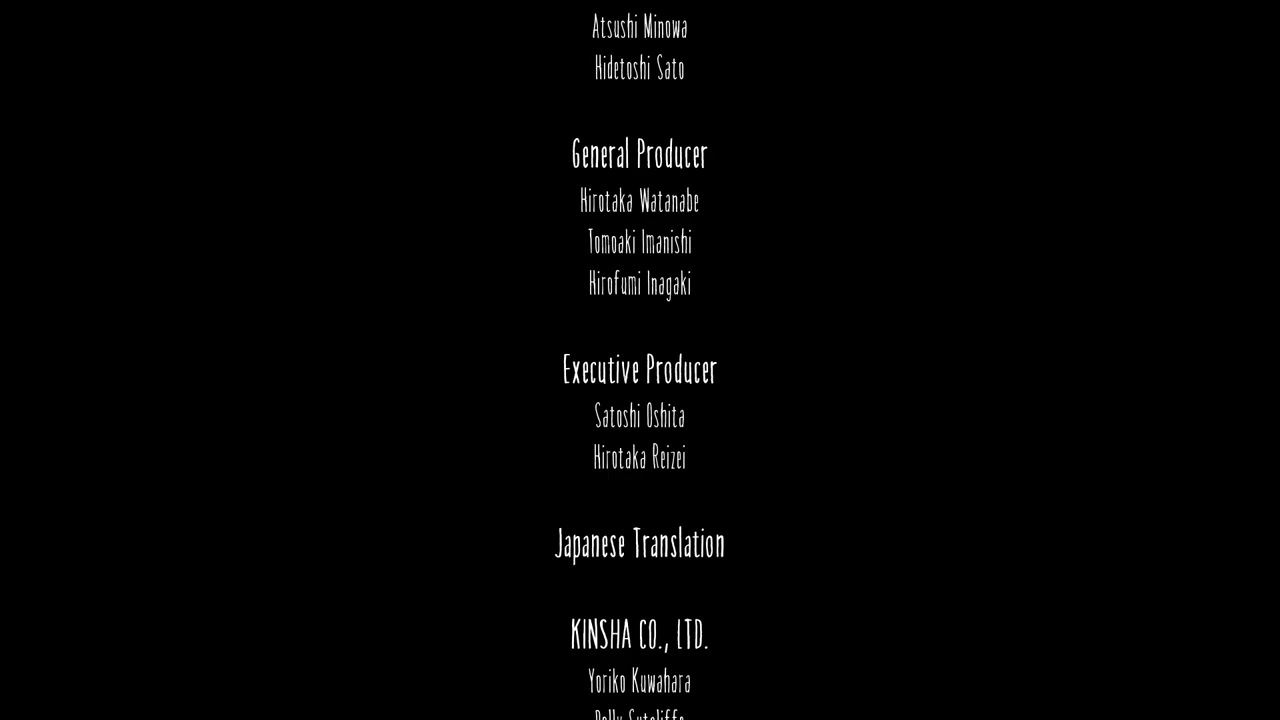 Atsushi Minowa
Hidetoshi Sato
General Producer
Hirotaka Watanabe
Tomoaki Imanishi
Hirofumi Inagaki
Executive Producer
Satoshi Oshita
Hirotaka Reizei
Japanese Translation
KINSHA CO., LTD.
Yoriko Kuwahara